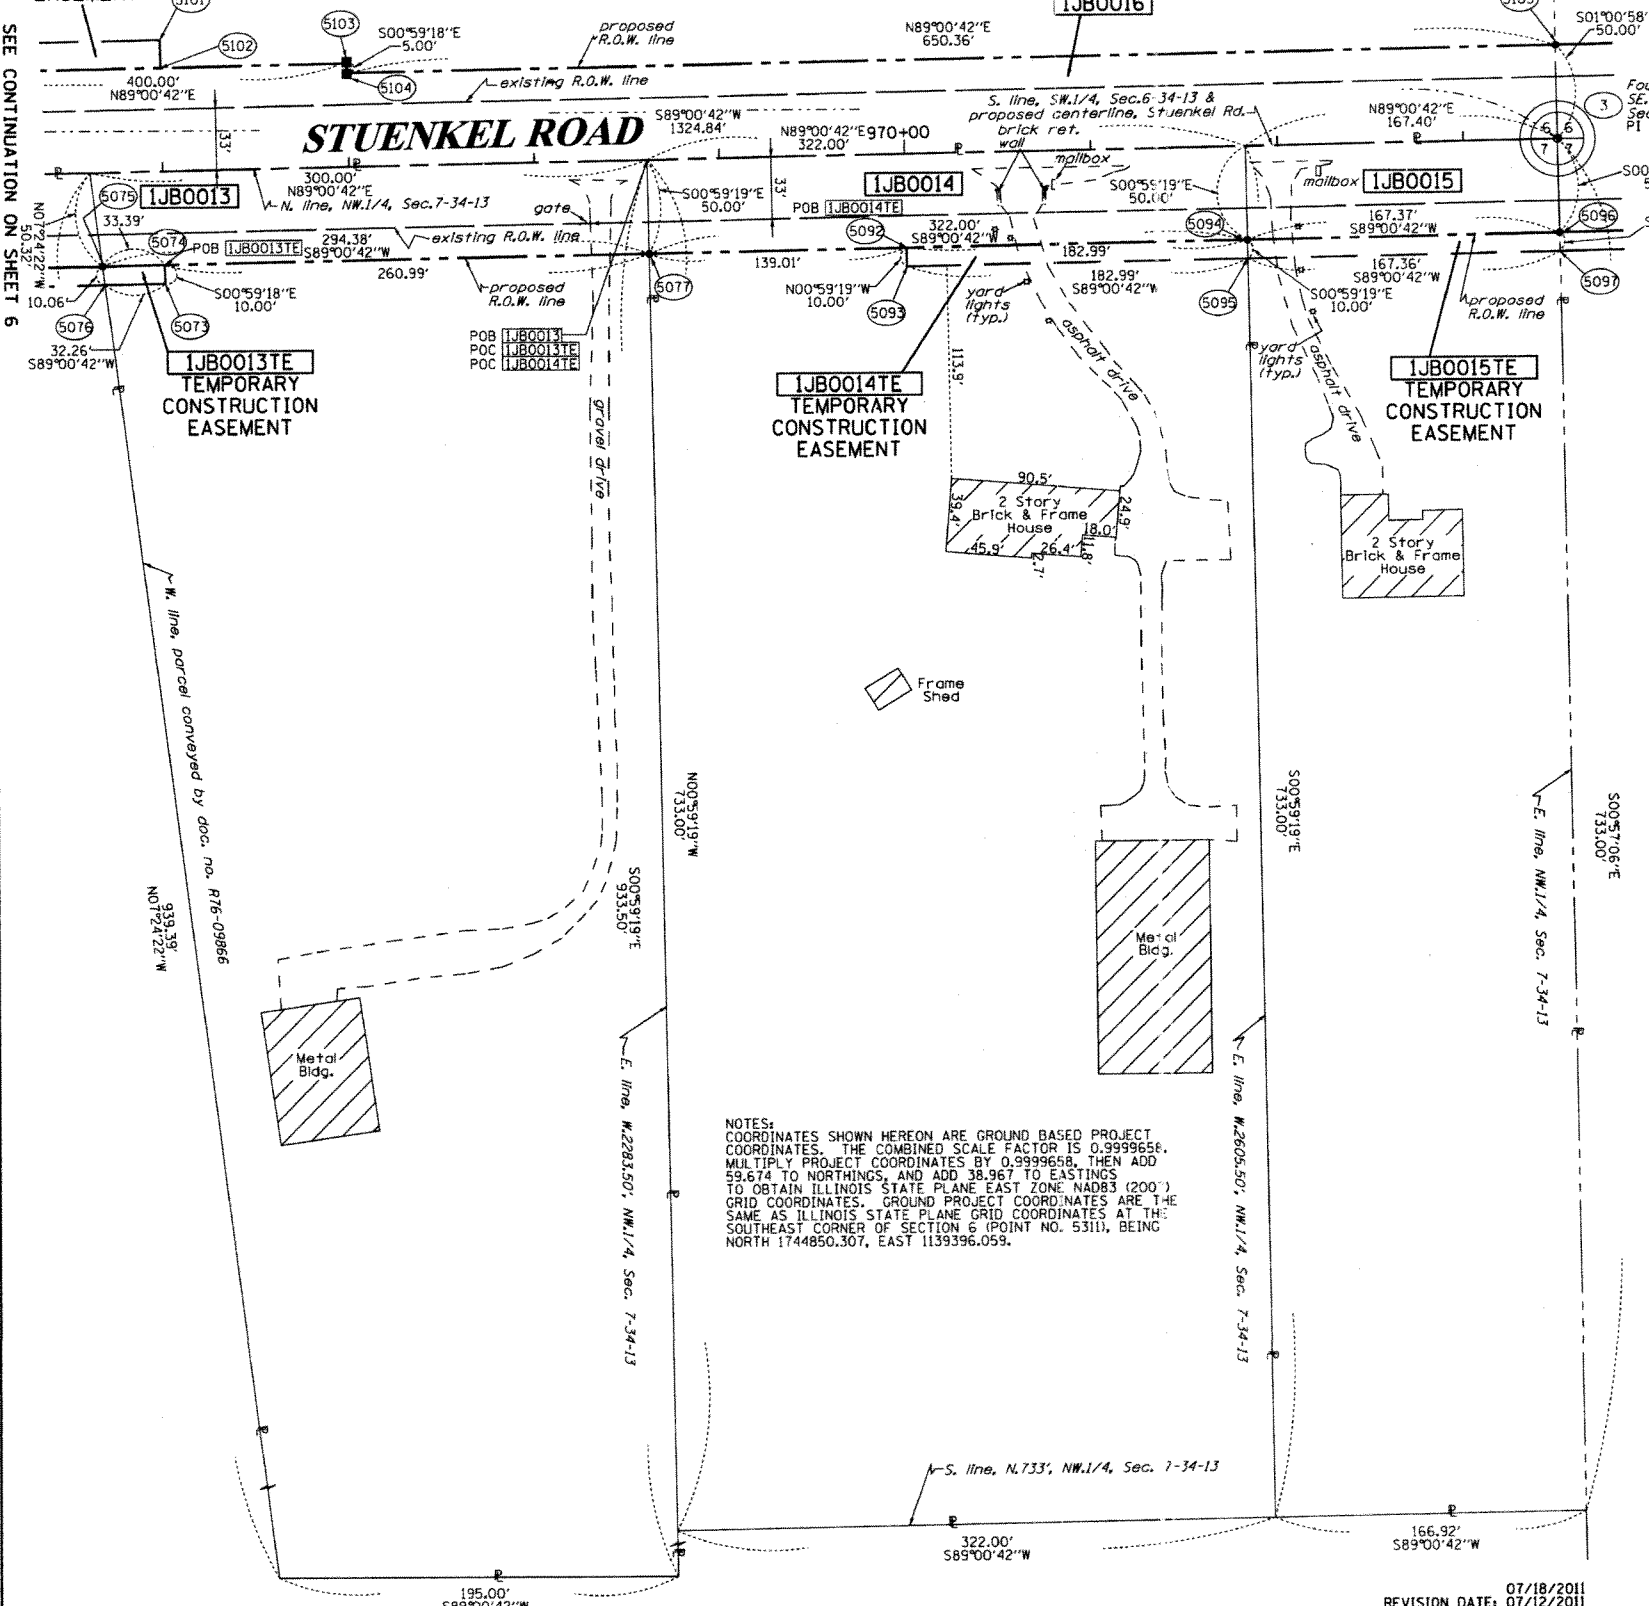 SEE CONTINUATION ON SHEET 6
5102
5103
S00°59'18"E
5.00'
5104
proposed
R.O.W. line
N89°00'42"E
650.36'
1JB0016
S01°00'58"
50.00'
400.00'
N89°00'42"E
existing R.O.W. line
33'
STUENKEL ROAD
S89°00'42"W
1324.84'
N89°00'42"E
322.00'
970+00
S. line, SW.1/4, Sec.6-34-13 &
proposed centerline, Stuenkel Rd.
brick ret.
wall
mailbox
N89°00'42"E
167.40'
3
6 6
7 7
300.00'
N89°00'42"E
N. line, NW.1/4, Sec.7-34-13
5075
1JB0013
33.39'
N07°24'22"W
50.32'
gate
S00°59'19"E
50.00'
33'
1JB0014
POB 1JB0014TE
S00°59'19"E
50.00'
mailbox
1JB0015
5074
POB 1JB0013TE
294.38'
S89°00'42"W
existing R.O.W. line
5092
322.00'
S89°00'42"W
5094
167.37'
S89°00'42"W
5096
10.06'
5076
S00°59'18"E
10.00'
5073
260.99'
proposed
R.O.W. line
5077
139.01'
N00°59'19"W
10.00'
5093
182.99'
182.99'
S89°00'42"W
yard
lights
(typ.)
5095
S00°59'19"E
10.00'
167.36'
S89°00'42"W
proposed
R.O.W. line
5097
32.26'
S89°00'42"W
POB 1JB0013
POC 1JB0013TE
POC 1JB0014TE
1JB0013TE
TEMPORARY
CONSTRUCTION
EASEMENT
1JB0014TE
TEMPORARY
CONSTRUCTION
EASEMENT
1JB0015TE
TEMPORARY
CONSTRUCTION
EASEMENT
113.9'
asphalt drive
yard
lights
(typ.)
asphalt drive
gravel drive
90.5'
39.4'
2 Story
Brick & Frame
House
24.9'
18.0'
11.8'
45.9'
26.4'
2.7'
2 Story
Brick & Frame
House
W. line, parcel conveyed by doc. no. R76-09866
Frame
Shed
N00°59'19"W
733.00'
S00°59'19"E
733.00'
S00°57'06"E
733.00'
E. line, NW.1/4, Sec. 7-34-13
939.39'
N07°24'22"W
S00°59'19"E
933.50'
Metal
Bldg.
Metal
Bldg.
E. line, W.2283.50', NW.1/4, Sec. 7-34-13
E. line, W.2605.50', NW.1/4, Sec. 7-34-13
NOTES:
COORDINATES SHOWN HEREON ARE GROUND BASED PROJECT
COORDINATES. THE COMBINED SCALE FACTOR IS 0.9999658.
MULTIPLY PROJECT COORDINATES BY 0.9999658, THEN ADD
59.674 TO NORTHINGS, AND ADD 38.967 TO EASTINGS
TO OBTAIN ILLINOIS STATE PLANE EAST ZONE NAD83
GRID COORDINATES. GROUND PROJECT COORDINATES ARE THE
SAME AS ILLINOIS STATE PLANE GRID COORDINATES AT THE
SOUTHEAST CORNER OF SECTION 6 (POINT NO. 5311), BEING
NORTH 1744850.307, EAST 1139396.059.
S. line, N.733', NW.1/4, Sec. 7-34-13
322.00'
S89°00'42"W
166.92'
S89°00'42"W
195.00'
S89°00'42"W
07/18/2011
REVISION DATE: 07/12/2011